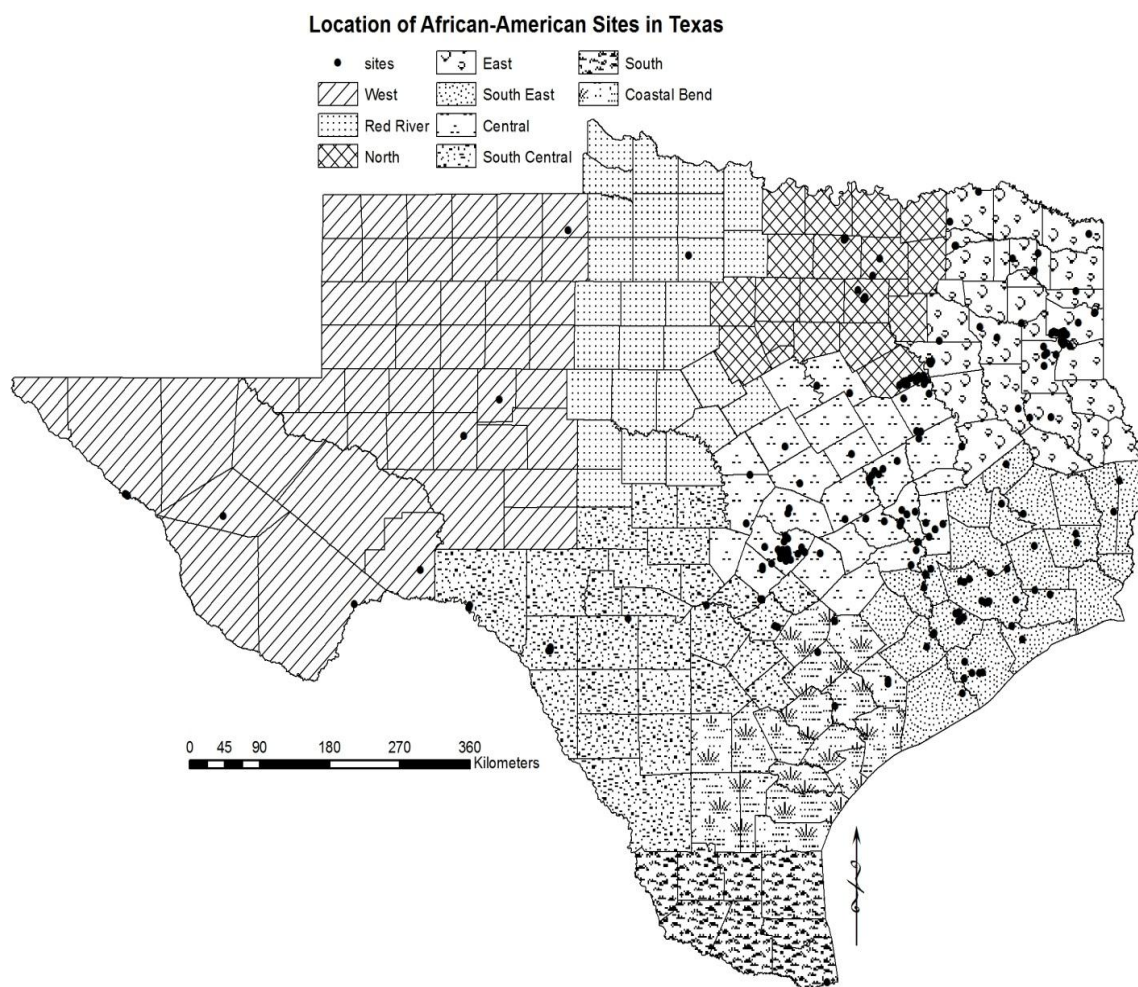 Location of African-American Sites in Texas
sites
East
South
West
South East
Coastal Bend
Red River
Central
North
South Central
0 45 90 180 270 360
Kilometers